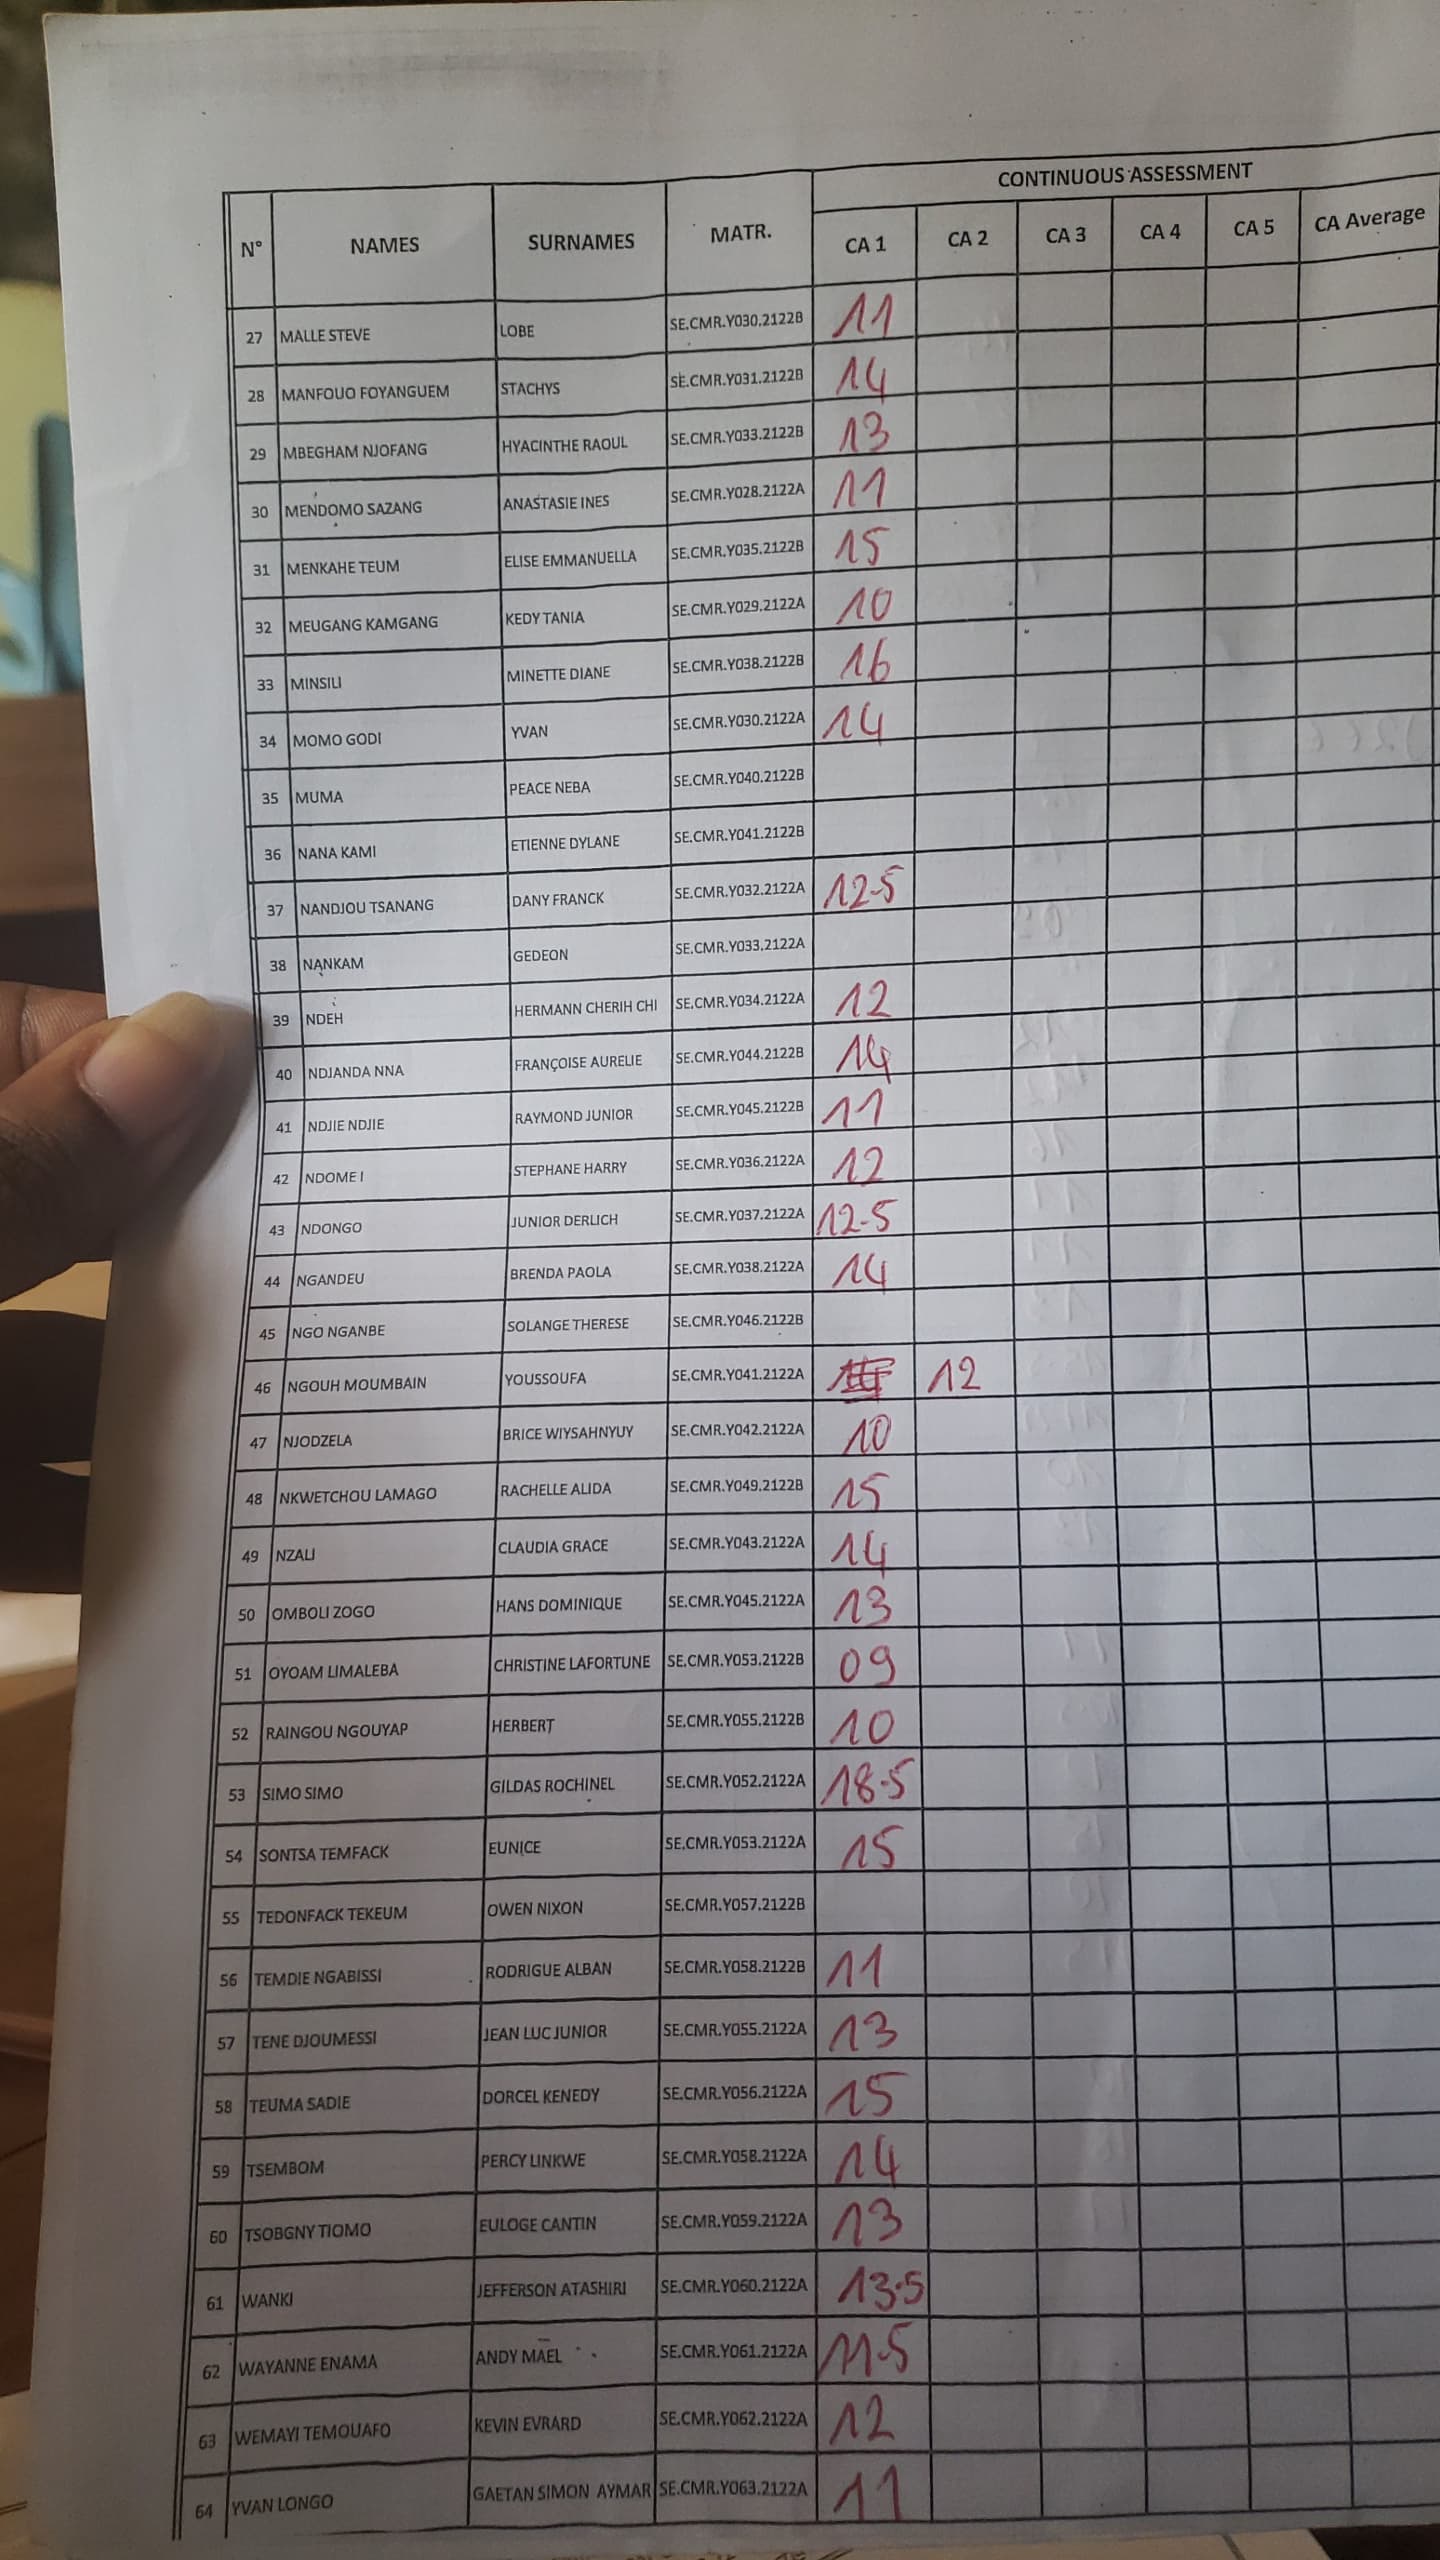 CONTINUOUS ASSESSMENT
N° NAMES SURNAMES MATR. CA 1 CA 2 CA 3 CA 4 CA 5 CA Average
27 MALLE STEVE LOBE SE.CMR.Y030.2122B 11
28 MANFOUO FOYANGUEM STACHYS SE.CMR.Y031.2122B 14
29 MBEGHAM NJOFANG HYACINTHE RAOUL SE.CMR.Y033.2122B 13
30 MENDOMO SAZANG ANASTASIE INES SE.CMR.Y028.2122A 11
31 MENKAHE TEUM ELISE EMMANUELLA SE.CMR.Y035.2122B 15
32 MEUGANG KAMGANG KEDY TANIA SE.CMR.Y029.2122A 10
33 MINSILI MINETTE DIANE SE.CMR.Y038.2122B 16
34 MOMO GODI YVAN SE.CMR.Y030.2122A 14
35 MUMA PEACE NEBA SE.CMR.Y040.2122B
36 NANA KAMI ETIENNE DYLANE SE.CMR.Y041.2122B
37 NANDJOU TSANANG DANY FRANCK SE.CMR.Y032.2122A 12.5
38 NANKAM GEDEON SE.CMR.Y033.2122A
39 NDEH HERMANN CHERIH CHI SE.CMR.Y034.2122A 12
40 NDJANDA NNA FRANÇOISE AURELIE SE.CMR.Y044.2122B 14
41 NDJIE NDJIE RAYMOND JUNIOR SE.CMR.Y045.2122B 11
42 NDOME I STEPHANE HARRY SE.CMR.Y036.2122A 12
43 NDONGO JUNIOR DERLICH SE.CMR.Y037.2122A 12.5
44 NGANDEU BRENDA PAOLA SE.CMR.Y038.2122A 14
45 NGO NGANBE SOLANGE THERESE SE.CMR.Y046.2122B
46 NGOUH MOUMBAIN YOUSSOUFA SE.CMR.Y041.2122A 12
47 NJODZELA BRICE WIYSAHNYUY SE.CMR.Y042.2122A 10
48 NKWETCHOU LAMAGO RACHELLE ALIDA SE.CMR.Y049.2122B 15
49 NZALI CLAUDIA GRACE SE.CMR.Y043.2122A 14
50 OMBOLI ZOGO HANS DOMINIQUE SE.CMR.Y045.2122A 13
51 OYOAM LIMALEBA CHRISTINE LAFORTUNE SE.CMR.Y053.2122B 09
52 RAINGOU NGOUYAP HERBERT SE.CMR.Y055.2122B 10
53 SIMO SIMO GILDAS ROCHINEL SE.CMR.Y052.2122A 18.5
54 SONTSA TEMFACK EUNICE SE.CMR.Y053.2122A 15
55 TEDONFACK TEKEUM OWEN NIXON SE.CMR.Y057.2122B
56 TEMDIE NGABISSI RODRIGUE ALBAN SE.CMR.Y058.2122B 11
57 TENE DJOUMESSI JEAN LUC JUNIOR SE.CMR.Y055.2122A 13
58 TEUMA SADIE DORCEL KENEDY SE.CMR.Y056.2122A 15
59 TSEMBOM PERCY LINKWE SE.CMR.Y058.2122A 14
60 TSOBGNY TIOMO EULOGE CANTIN SE.CMR.Y059.2122A 13
61 WANKI JEFFERSON ATASHIRI SE.CMR.Y060.2122A 13.5
62 WAYANNE ENAMA ANDY MAEL SE.CMR.Y061.2122A 11.5
63 WEMAYI TEMOUAFO KEVIN EVRARD SE.CMR.Y062.2122A 12
64 YVAN LONGO GAETAN SIMON AYMAR SE.CMR.Y063.2122A 11